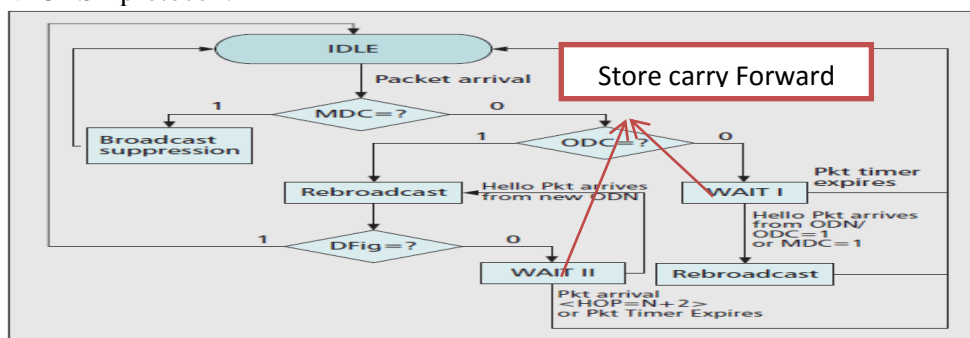 IDLE
Store carry Forward
Packet arrival
1
MDC=?
0
Broadcast
suppression
1
ODC=?
0
Rebroadcast
Hello Pkt arrives
from new ODN
WAIT I
Pkt timer
expires
Hello Pkt arrives
from ODN/
ODC=1
or MDC=1
1
DFig=?
0
WAIT II
Rebroadcast
Pkt arrival
<HOP=N+2>
or Pkt Timer Expires